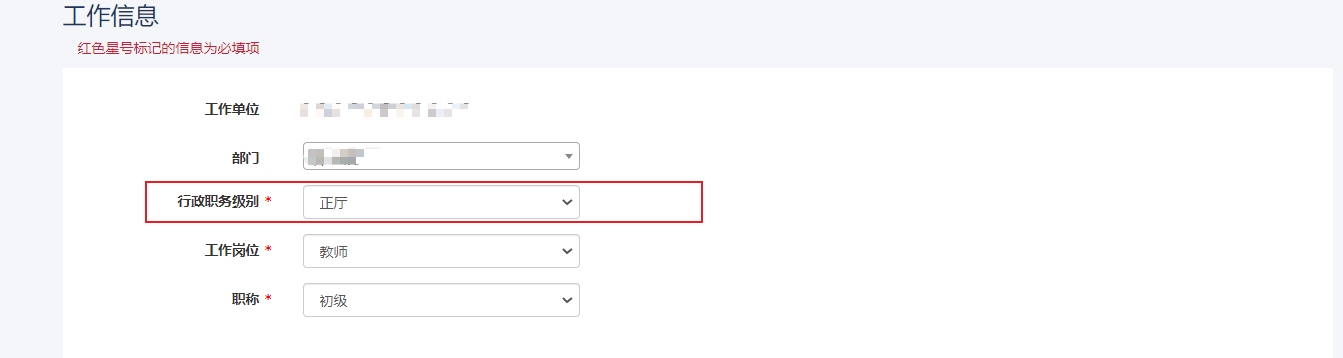 工作信息
红色星号标记的信息为必填项
工作单位
部门
行政职务级别 * 正厅
工作岗位 * 教师
职称 * 初级